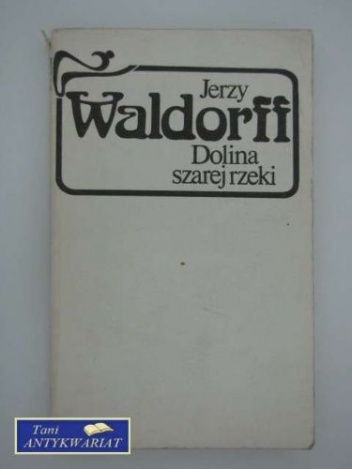 Jerzy
Waldorff
Dolina
szarej rzeki
Tani
ANTYKWARIAT